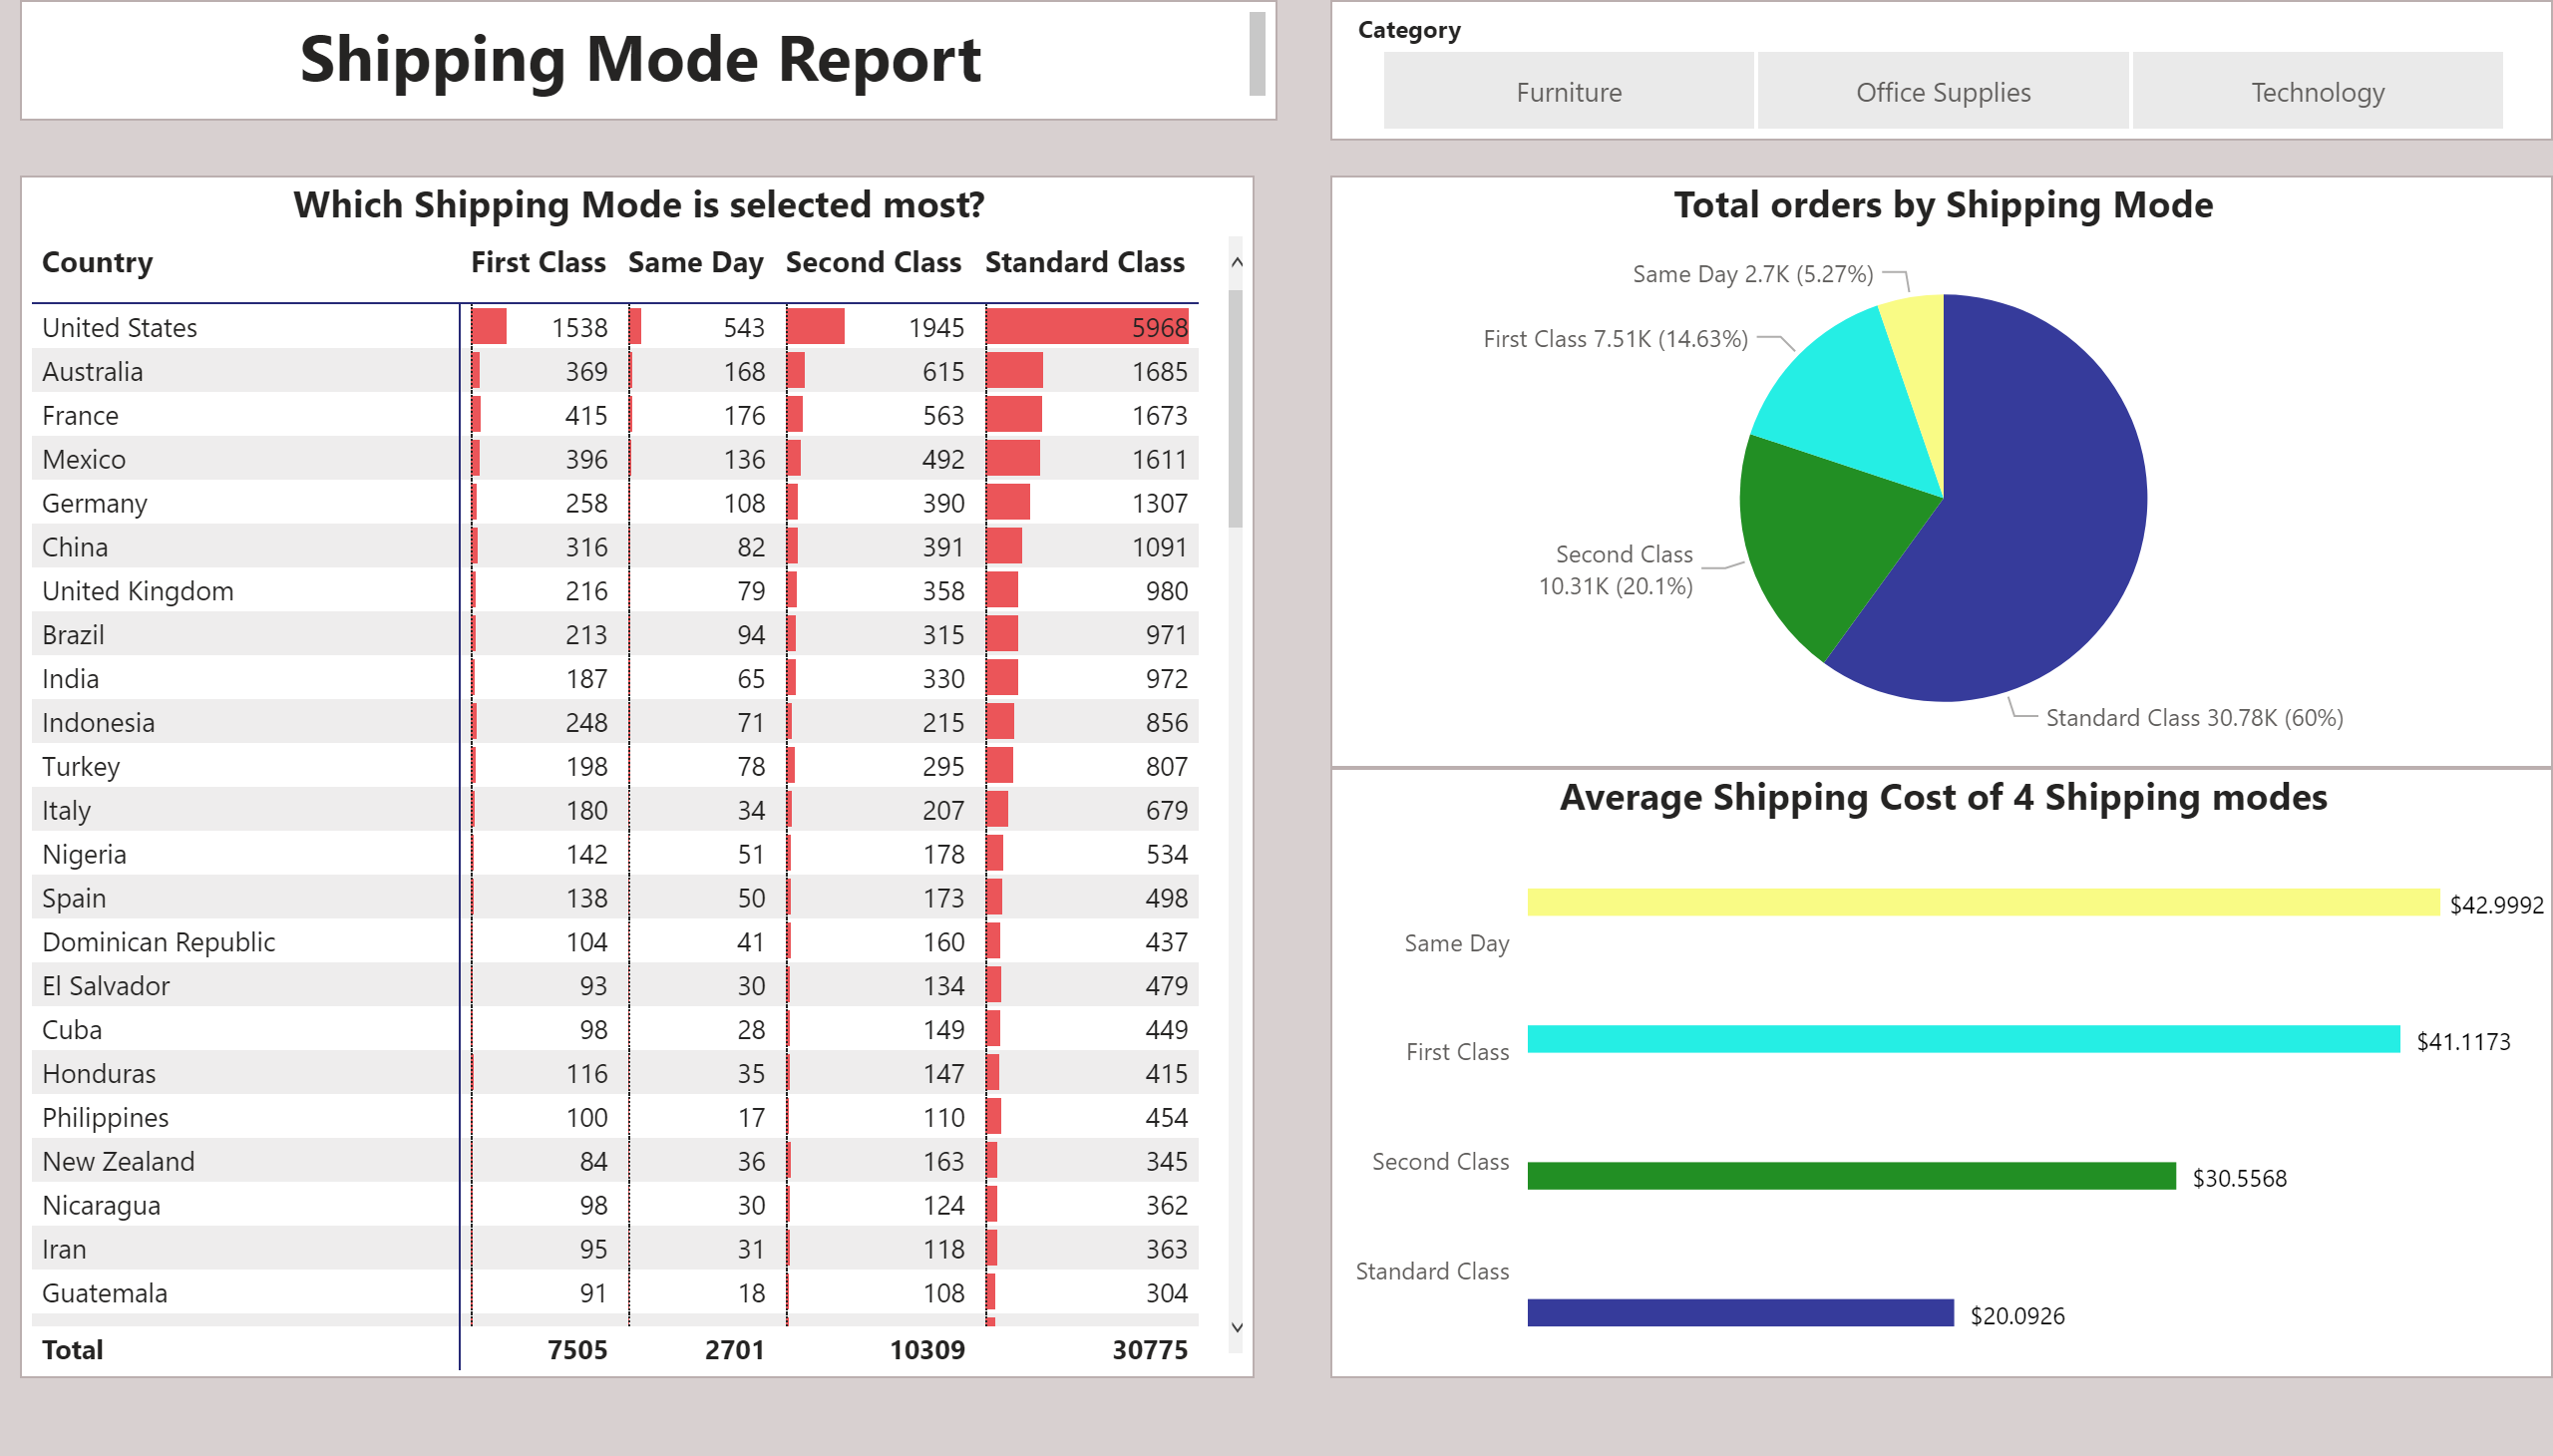 Shipping Mode Report
Category
Furniture Office Supplies Technology
Which Shipping Mode is selected most?
Country First Class Same Day Second Class Standard Class
United States 1538 543 1945 5968
Australia 369 168 615 1685
France 415 176 563 1673
Mexico 396 136 492 1611
Germany 258 108 390 1307
China 316 82 391 1091
United Kingdom 216 79 358 980
Brazil 213 94 315 971
India 187 65 330 972
Indonesia 248 71 215 856
Turkey 198 78 295 807
Italy 180 34 207 679
Nigeria 142 51 178 534
Spain 138 50 173 498
Dominican Republic 104 41 160 437
El Salvador 93 30 134 479
Cuba 98 28 149 449
Honduras 116 35 147 415
Philippines 100 17 110 454
New Zealand 84 36 163 345
Nicaragua 98 30 124 362
Iran 95 31 118 363
Guatemala 91 18 108 304
Total 7505 2701 10309 30775
Total orders by Shipping Mode
Same Day 2.7K (5.27%)
First Class 7.51K (14.63%)
Second Class
10.31K (20.1%)
Standard Class 30.78K (60%)
Average Shipping Cost of 4 Shipping modes
Same Day $42.9992
First Class $41.1173
Second Class $30.5568
Standard Class $20.0926